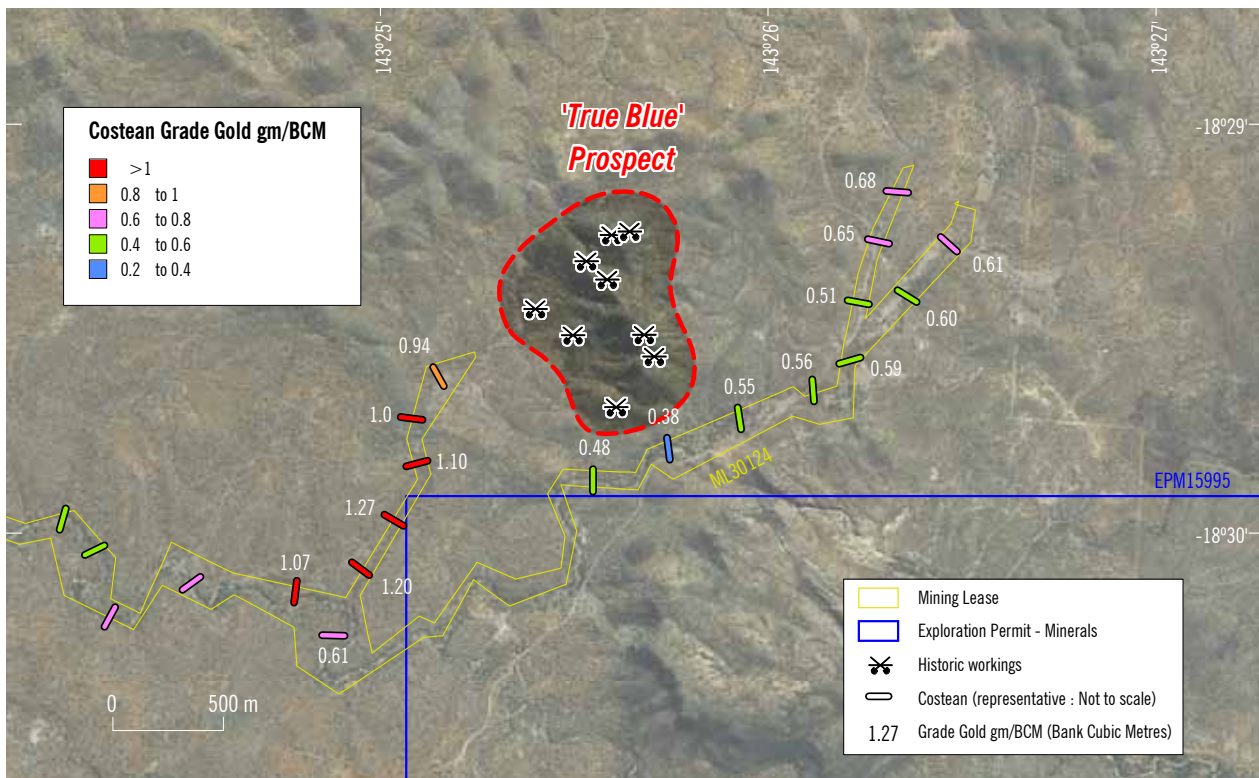 143°25'
143°26'
143°27'
-18°29'
-18°30'
Costean Grade Gold gm/BCM
>1
0.8 to 1
0.6 to 0.8
0.4 to 0.6
0.2 to 0.4
'True Blue'
Prospect
0.68
0.65
0.61
0.51
0.60
0.59
0.56
0.55
0.38
0.48
0.94
1.0
1.10
1.27
1.20
1.07
0.61
ML30124
EPM15995
0 500 m
Mining Lease
Exploration Permit - Minerals
Historic workings
Costean (representative : Not to scale)
1.27 Grade Gold gm/BCM (Bank Cubic Metres)